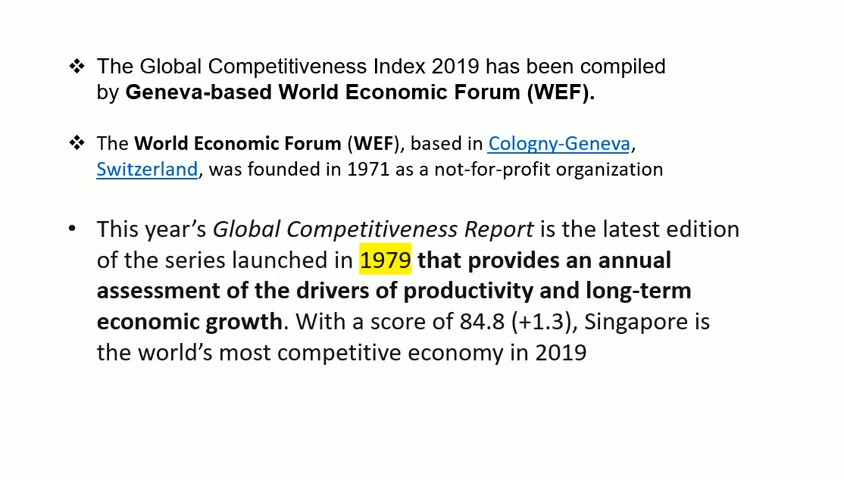 ❖ The Global Competitiveness Index 2019 has been compiled
by Geneva-based World Economic Forum (WEF).
❖ The World Economic Forum (WEF), based in Cologny-Geneva,
Switzerland, was founded in 1971 as a not-for-profit organization
• This year’s Global Competitiveness Report is the latest edition
of the series launched in 1979 that provides an annual
assessment of the drivers of productivity and long-term
economic growth. With a score of 84.8 (+1.3), Singapore is
the world’s most competitive economy in 2019